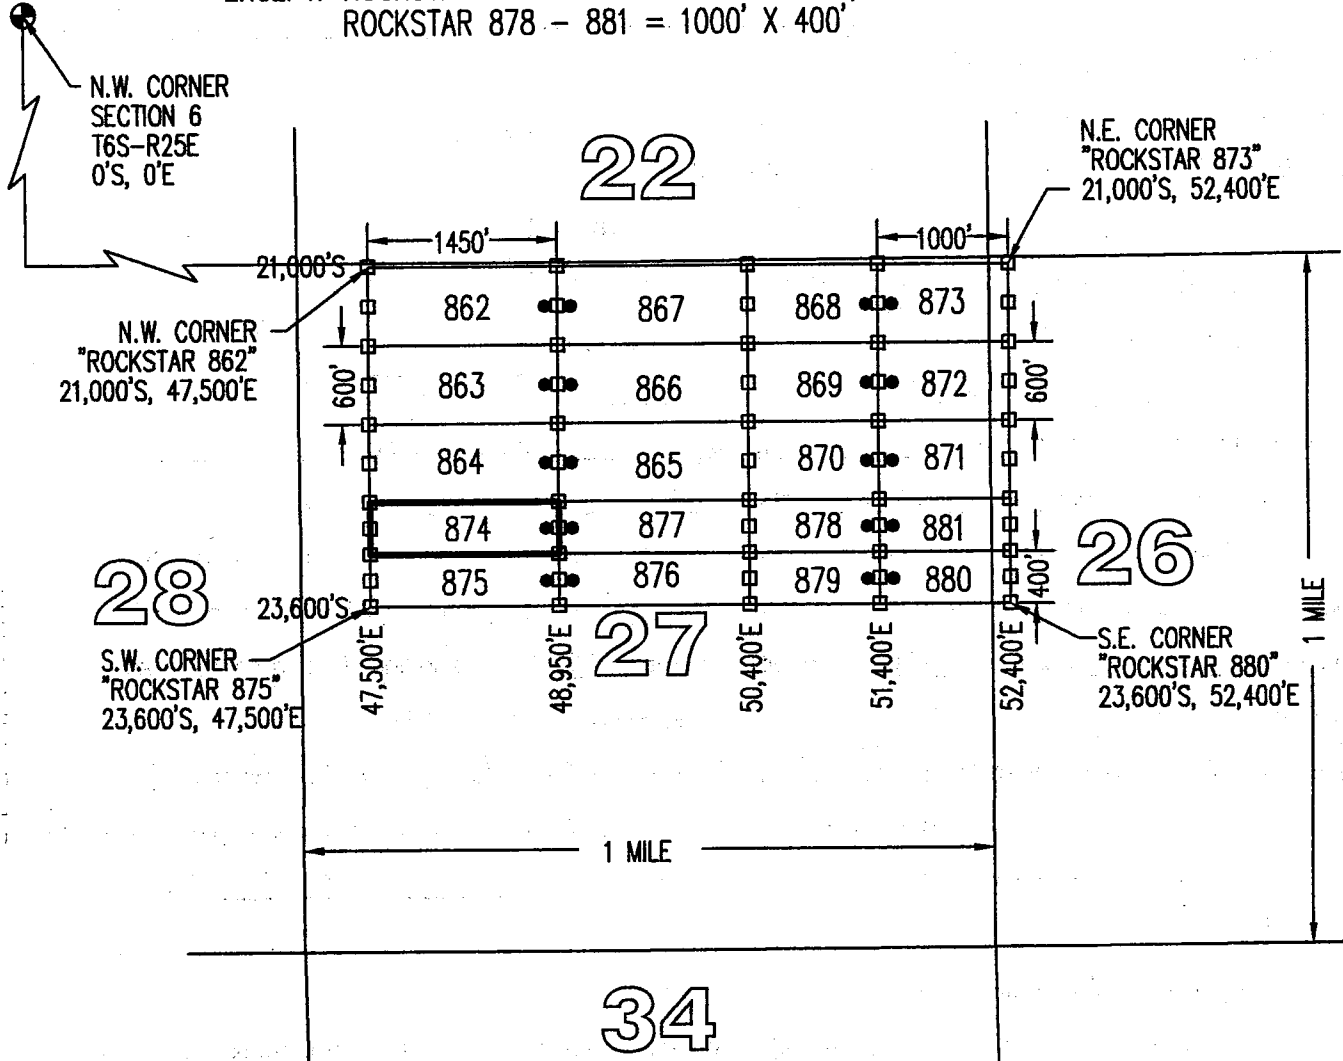 ROCKSTAR 878 - 881 = 1000' X 400'
N.W. CORNER
SECTION 6
T6S-R25E
0'S, 0'E
22
N.E. CORNER
"ROCKSTAR 873"
21,000'S, 52,400'E
1450'
1000'
21,000'S
862
867
868
873
N.W. CORNER
"ROCKSTAR 862"
21,000'S, 47,500'E
600'
863
866
869
872
600'
864
865
870
871
874
877
878
881
28
26
875
876
879
880
400'
23,600'S
27
1 MILE
S.W. CORNER
"ROCKSTAR 875"
23,600'S, 47,500'E
47,500'E
48,950'E
50,400'E
51,400'E
52,400'E
S.E. CORNER
"ROCKSTAR 880"
23,600'S, 52,400'E
1 MILE
34